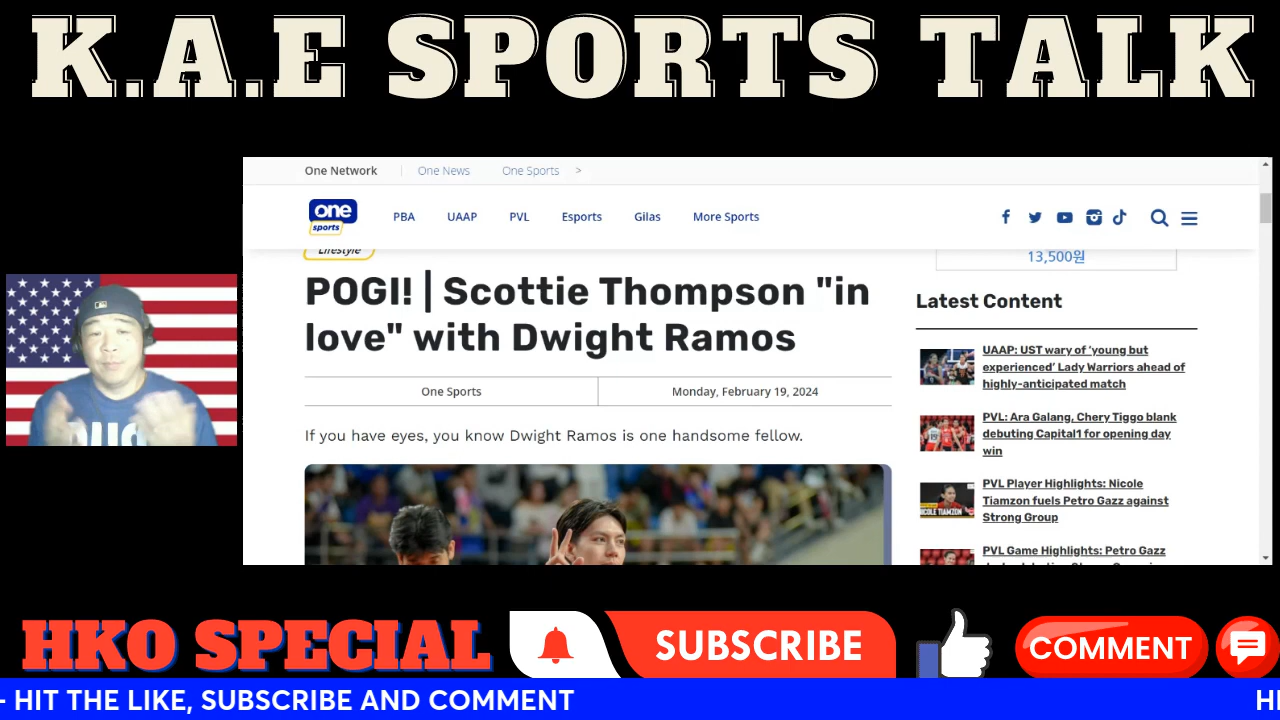 K.A.E SPORTS TALK
One Network
One News
One Sports
>
one
sports
PBA
UAAP
PVL
Esports
Gilas
More Sports
Lifestyle
POGI! | Scottie Thompson "in
love" with Dwight Ramos
One Sports
Monday, February 19, 2024
If you have eyes, you know Dwight Ramos is one handsome fellow.
13,500원
Latest Content
UAAP: UST wary of ‘young but
experienced’ Lady Warriors ahead of
highly-anticipated match
PVL: Ara Galang, Chery Tiggo blank
debuting Capital1 for opening day
win
PVL Player Highlights: Nicole
Tiamzon fuels Petro Gazz against
Strong Group
PVL Game Highlights: Petro Gazz
HKO SPECIAL
SUBSCRIBE
COMMENT
- HIT THE LIKE, SUBSCRIBE AND COMMENT